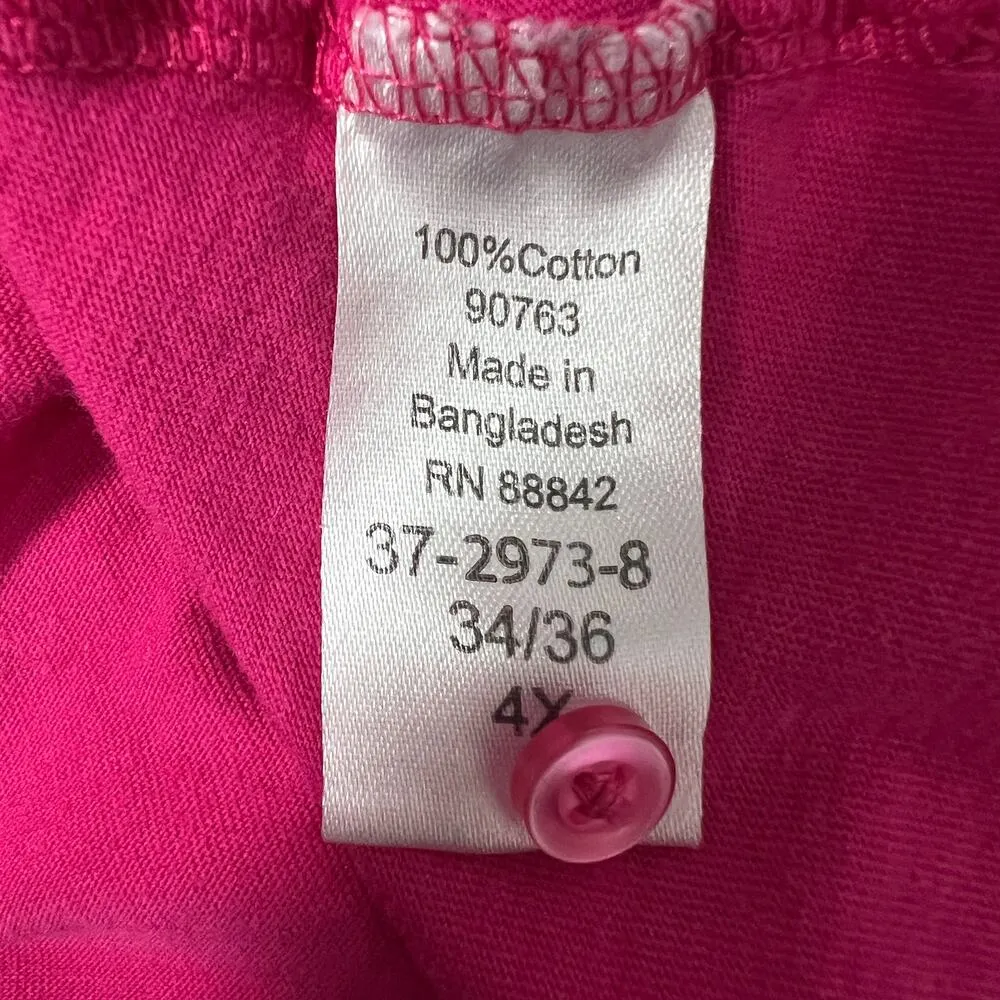 100%Cotton
90763
Made in
Bangladesh
RN 88842
37-2973-8
34/36
4X